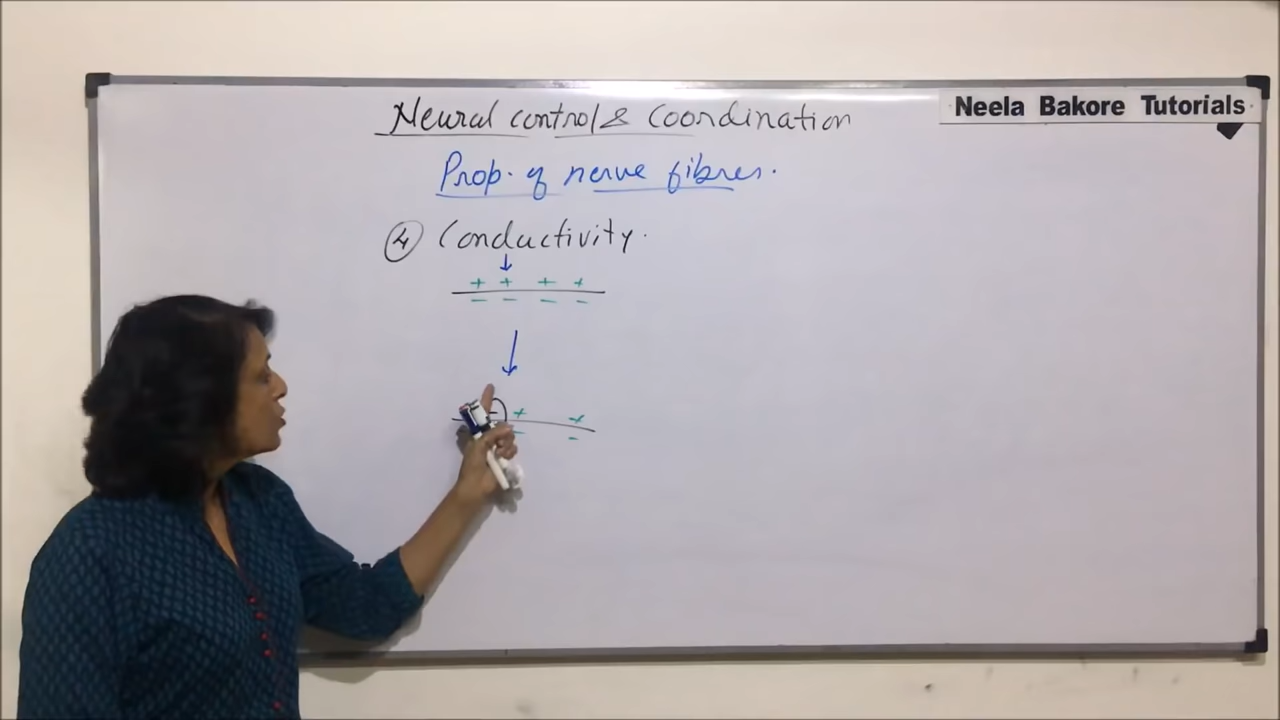 Neela Bakore Tutorials
Neural control & Coordination
Prop. of nerve fibres.
4 Conductivity.
+ + + +
− − − −
− + +
− −